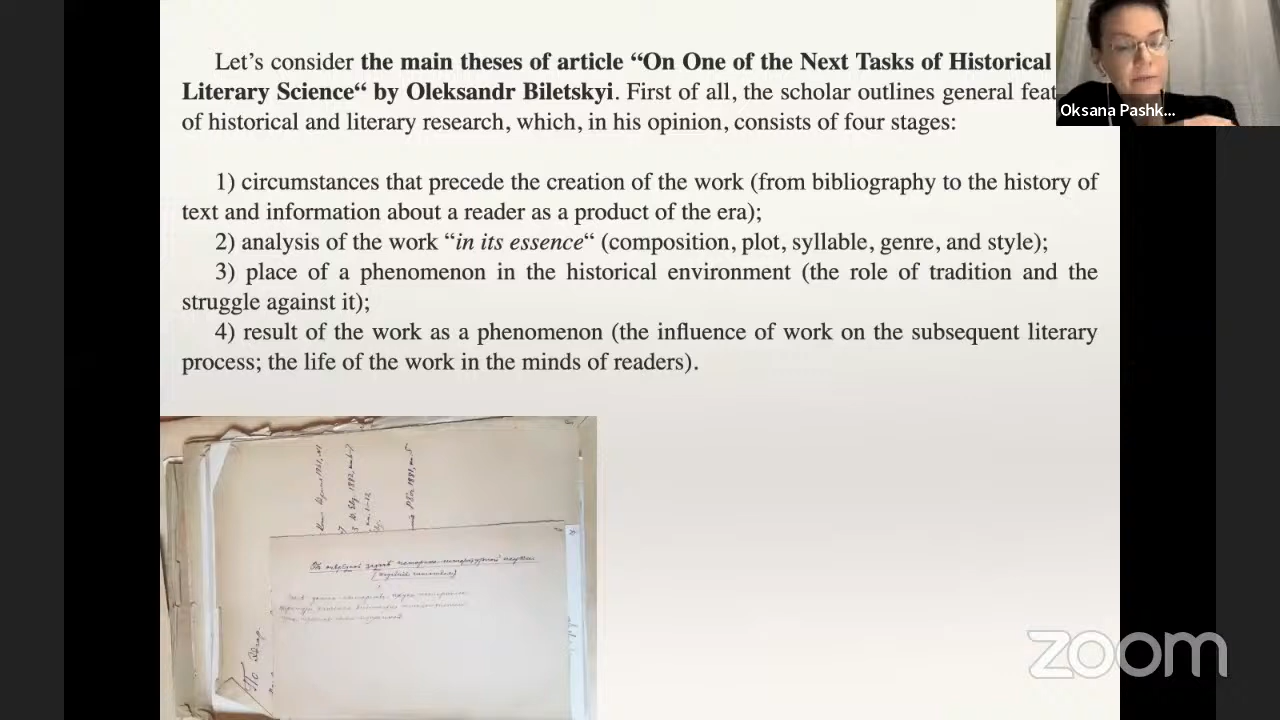 Let’s consider the main theses of article “On One of the Next Tasks of Historical
Literary Science“ by Oleksandr Biletskyi. First of all, the scholar outlines general feat
of historical and literary research, which, in his opinion, consists of four stages:
1) circumstances that precede the creation of the work (from bibliography to the history of
text and information about a reader as a product of the era);
2) analysis of the work “in its essence“ (composition, plot, syllable, genre, and style);
3) place of a phenomenon in the historical environment (the role of tradition and the
struggle against it);
4) result of the work as a phenomenon (the influence of work on the subsequent literary
process; the life of the work in the minds of readers).
Oksana Pashk...
zoom